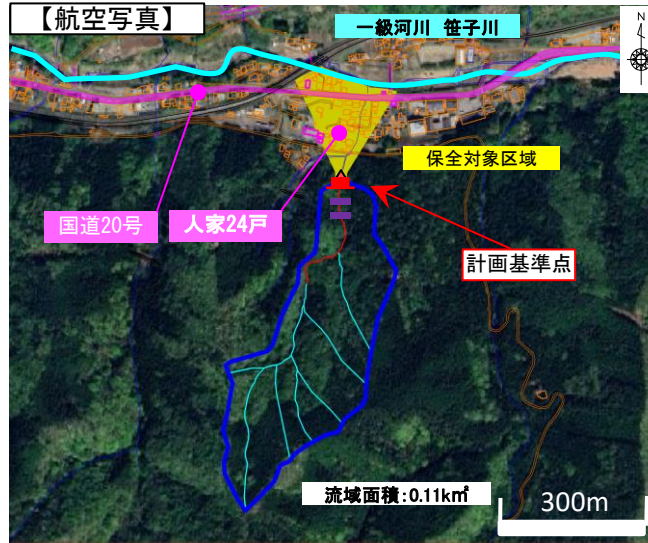 【航空写真】
一級河川 笹子川
N
保全対象区域
国道20号
人家24戸
計画基準点
流域面積:0.11k㎡
300m